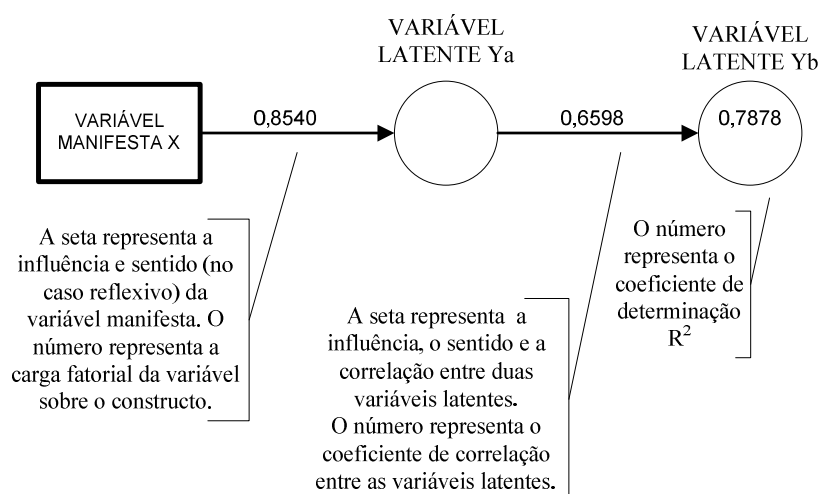 VARIÁVEL
LATENTE Ya
VARIÁVEL
LATENTE Yb
VARIÁVEL
MANIFESTA X
0,8540
0,6598
0,7878
A seta representa a
influência e sentido (no
caso reflexivo) da
variável manifesta. O
número representa a
carga fatorial da variável
sobre o constructo.
A seta representa a
influência, o sentido e a
correlação entre duas
variáveis latentes.
O número representa o
coeficiente de correlação
entre as variáveis latentes.
O número
representa o
coeficiente de
determinação
R²